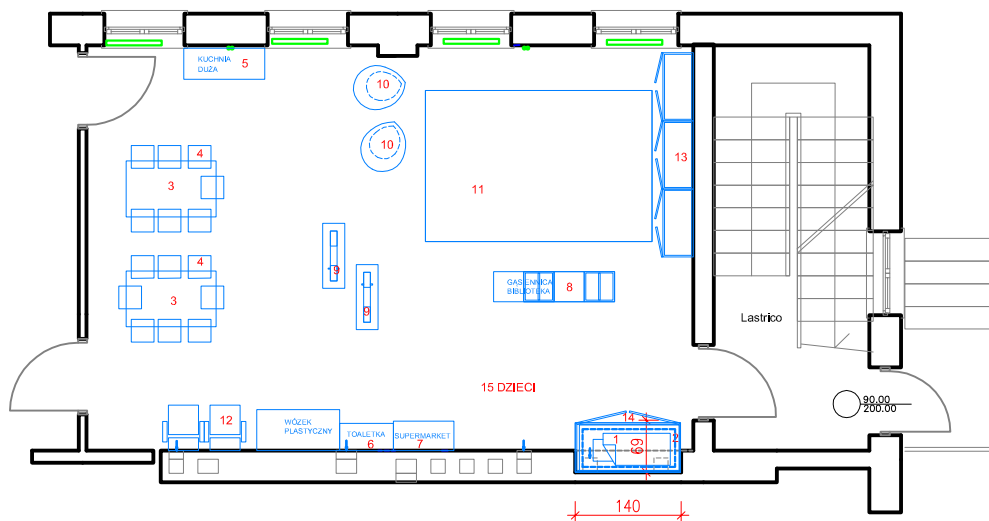 KUCHNIA
DUŻA
5
10
4
10
13
3
11
4
9
GĄSIENNICA
BIBLIOTEKA
8
3
9
Lastrico
15 DZIECI
90.00
200.00
12
WÓZEK
PLASTYCZNY
TOALETKA
6
SUPERMARKET
7
14
1
2
69
140